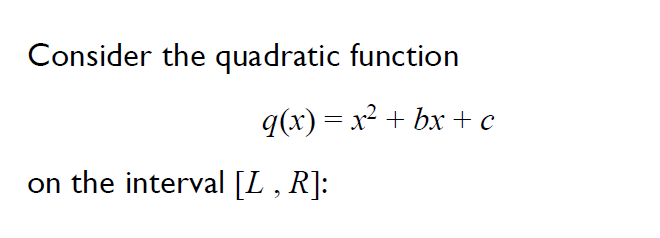 Consider the quadratic function
q(x) = x² + bx + c
on the interval [L , R]: